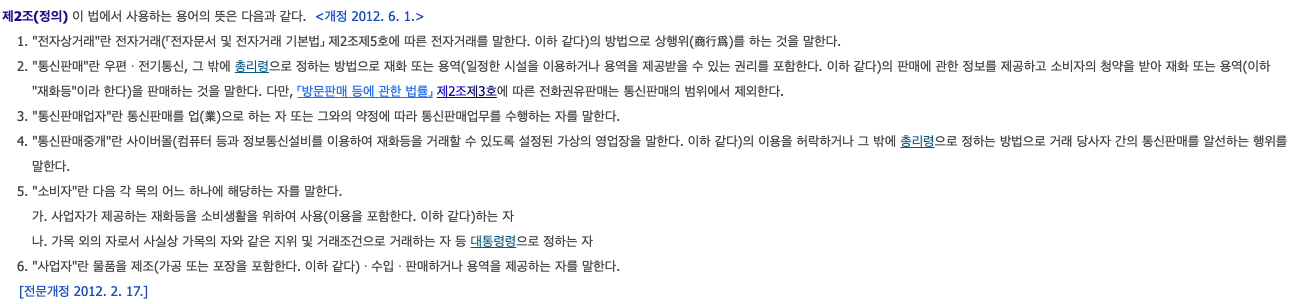 제2조(정의) 이 법에서 사용하는 용어의 뜻은 다음과 같다. <개정 2012. 6. 1.>
1. "전자상거래"란 전자거래(「전자문서 및 전자거래 기본법」 제2조제5호에 따른 전자거래를 말한다. 이하 같다)의 방법으로 상행위(商行爲)를 하는 것을 말한다.
2. "통신판매"란 우편ㆍ전기통신, 그 밖에 총리령으로 정하는 방법으로 재화 또는 용역(일정한 시설을 이용하거나 용역을 제공받을 수 있는 권리를 포함한다. 이하 같다)의 판매에 관한 정보를 제공하고 소비자의 청약을 받아 재화 또는 용역(이하
"재화등"이라 한다)을 판매하는 것을 말한다. 다만, 「방문판매 등에 관한 법률」 제2조제3호에 따른 전화권유판매는 통신판매의 범위에서 제외한다.
3. "통신판매업자"란 통신판매를 업(業)으로 하는 자 또는 그와의 약정에 따라 통신판매업무를 수행하는 자를 말한다.
4. "통신판매중개"란 사이버몰(컴퓨터 등과 정보통신설비를 이용하여 재화등을 거래할 수 있도록 설정된 가상의 영업장을 말한다. 이하 같다)의 이용을 허락하거나 그 밖에 총리령으로 정하는 방법으로 거래 당사자 간의 통신판매를 알선하는 행위를
말한다.
5. "소비자"란 다음 각 목의 어느 하나에 해당하는 자를 말한다.
가. 사업자가 제공하는 재화등을 소비생활을 위하여 사용(이용을 포함한다. 이하 같다)하는 자
나. 가목 외의 자로서 사실상 가목의 자와 같은 지위 및 거래조건으로 거래하는 자 등 대통령령으로 정하는 자
6. "사업자"란 물품을 제조(가공 또는 포장을 포함한다. 이하 같다)ㆍ수입ㆍ판매하거나 용역을 제공하는 자를 말한다.
[전문개정 2012. 2. 17.]